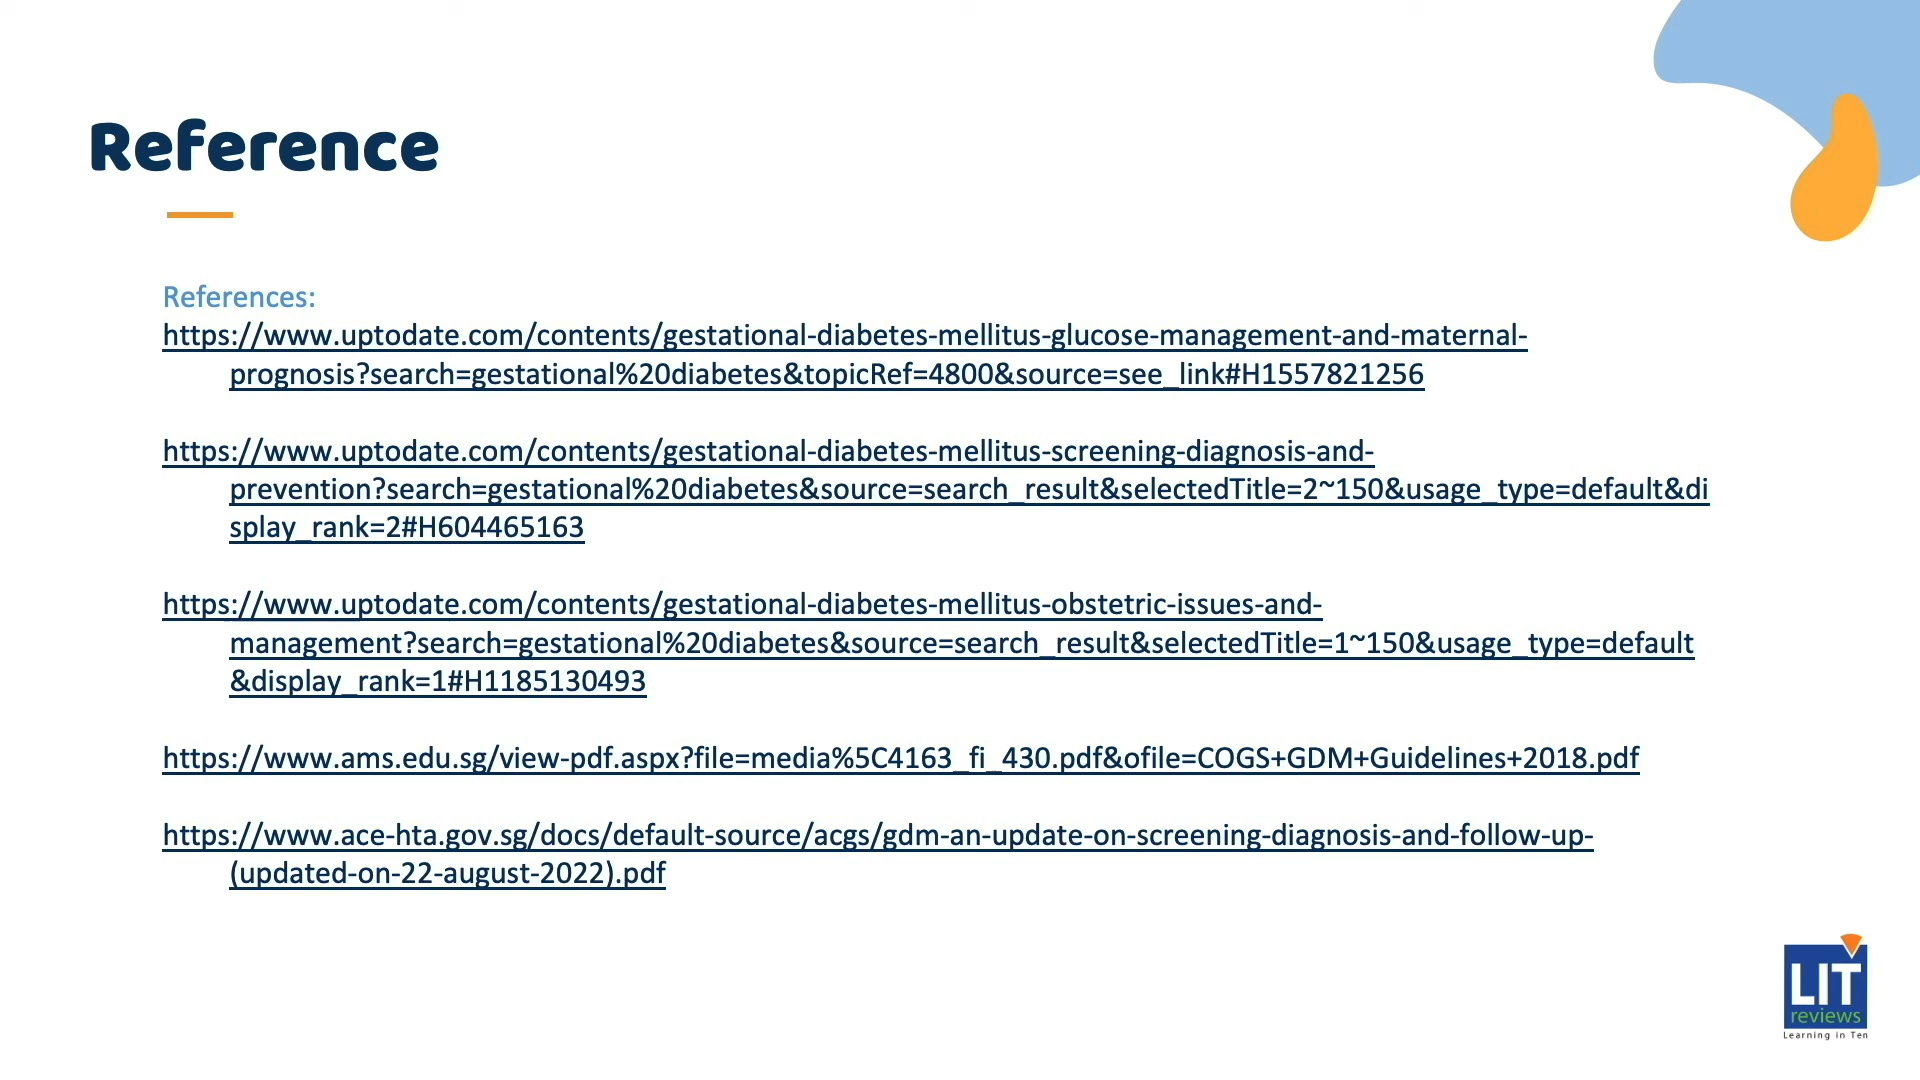 Reference
References:
https://www.uptodate.com/contents/gestational-diabetes-mellitus-glucose-management-and-maternal-
prognosis?search=gestational%20diabetes&topicRef=4800&source=see_link#H1557821256
https://www.uptodate.com/contents/gestational-diabetes-mellitus-screening-diagnosis-and-
prevention?search=gestational%20diabetes&source=search_result&selectedTitle=2~150&usage_type=default&di
splay_rank=2#H604465163
https://www.uptodate.com/contents/gestational-diabetes-mellitus-obstetric-issues-and-
management?search=gestational%20diabetes&source=search_result&selectedTitle=1~150&usage_type=default
&display_rank=1#H1185130493
https://www.ams.edu.sg/view-pdf.aspx?file=media%5C4163_fi_430.pdf&ofile=COGS+GDM+Guidelines+2018.pdf
https://www.ace-hta.gov.sg/docs/default-source/acgs/gdm-an-update-on-screening-diagnosis-and-follow-up-
(updated-on-22-august-2022).pdf
LIT
reviews
Learning in Ten